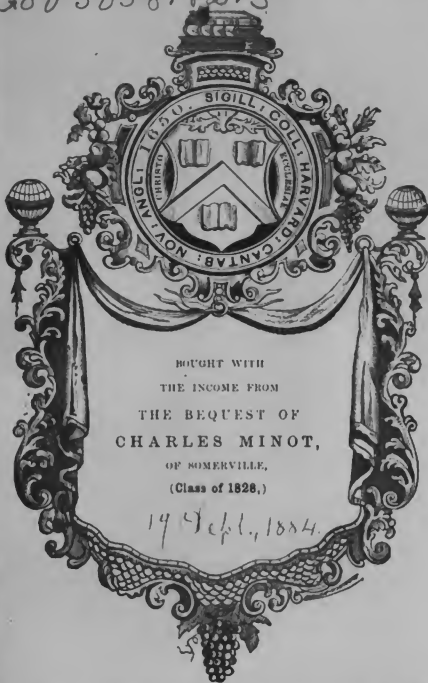 SIGILL: COLL: HARVARD: CANTAB: NOV: ANGL: 1650.
CHRISTO
ECCLESIAE
BOUGHT WITH
THE INCOME FROM
THE BEQUEST OF
CHARLES MINOT,
OF SOMERVILLE,
(Class of 1828,)
19 Sept., 1884.